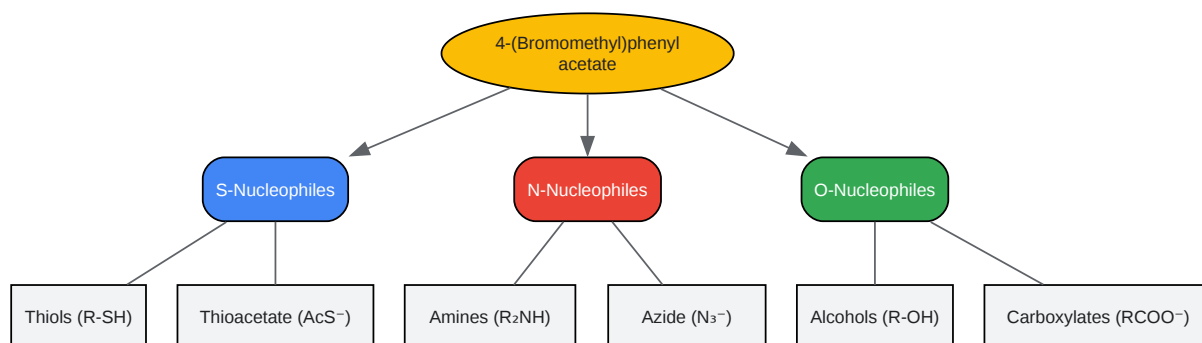 4-(Bromomethyl)phenyl
acetate
S-Nucleophiles
N-Nucleophiles
O-Nucleophiles
Thiols (R-SH)
Thioacetate (AcS⁻)
Amines (R₂NH)
Azide (N₃⁻)
Alcohols (R-OH)
Carboxylates (RCOO⁻)